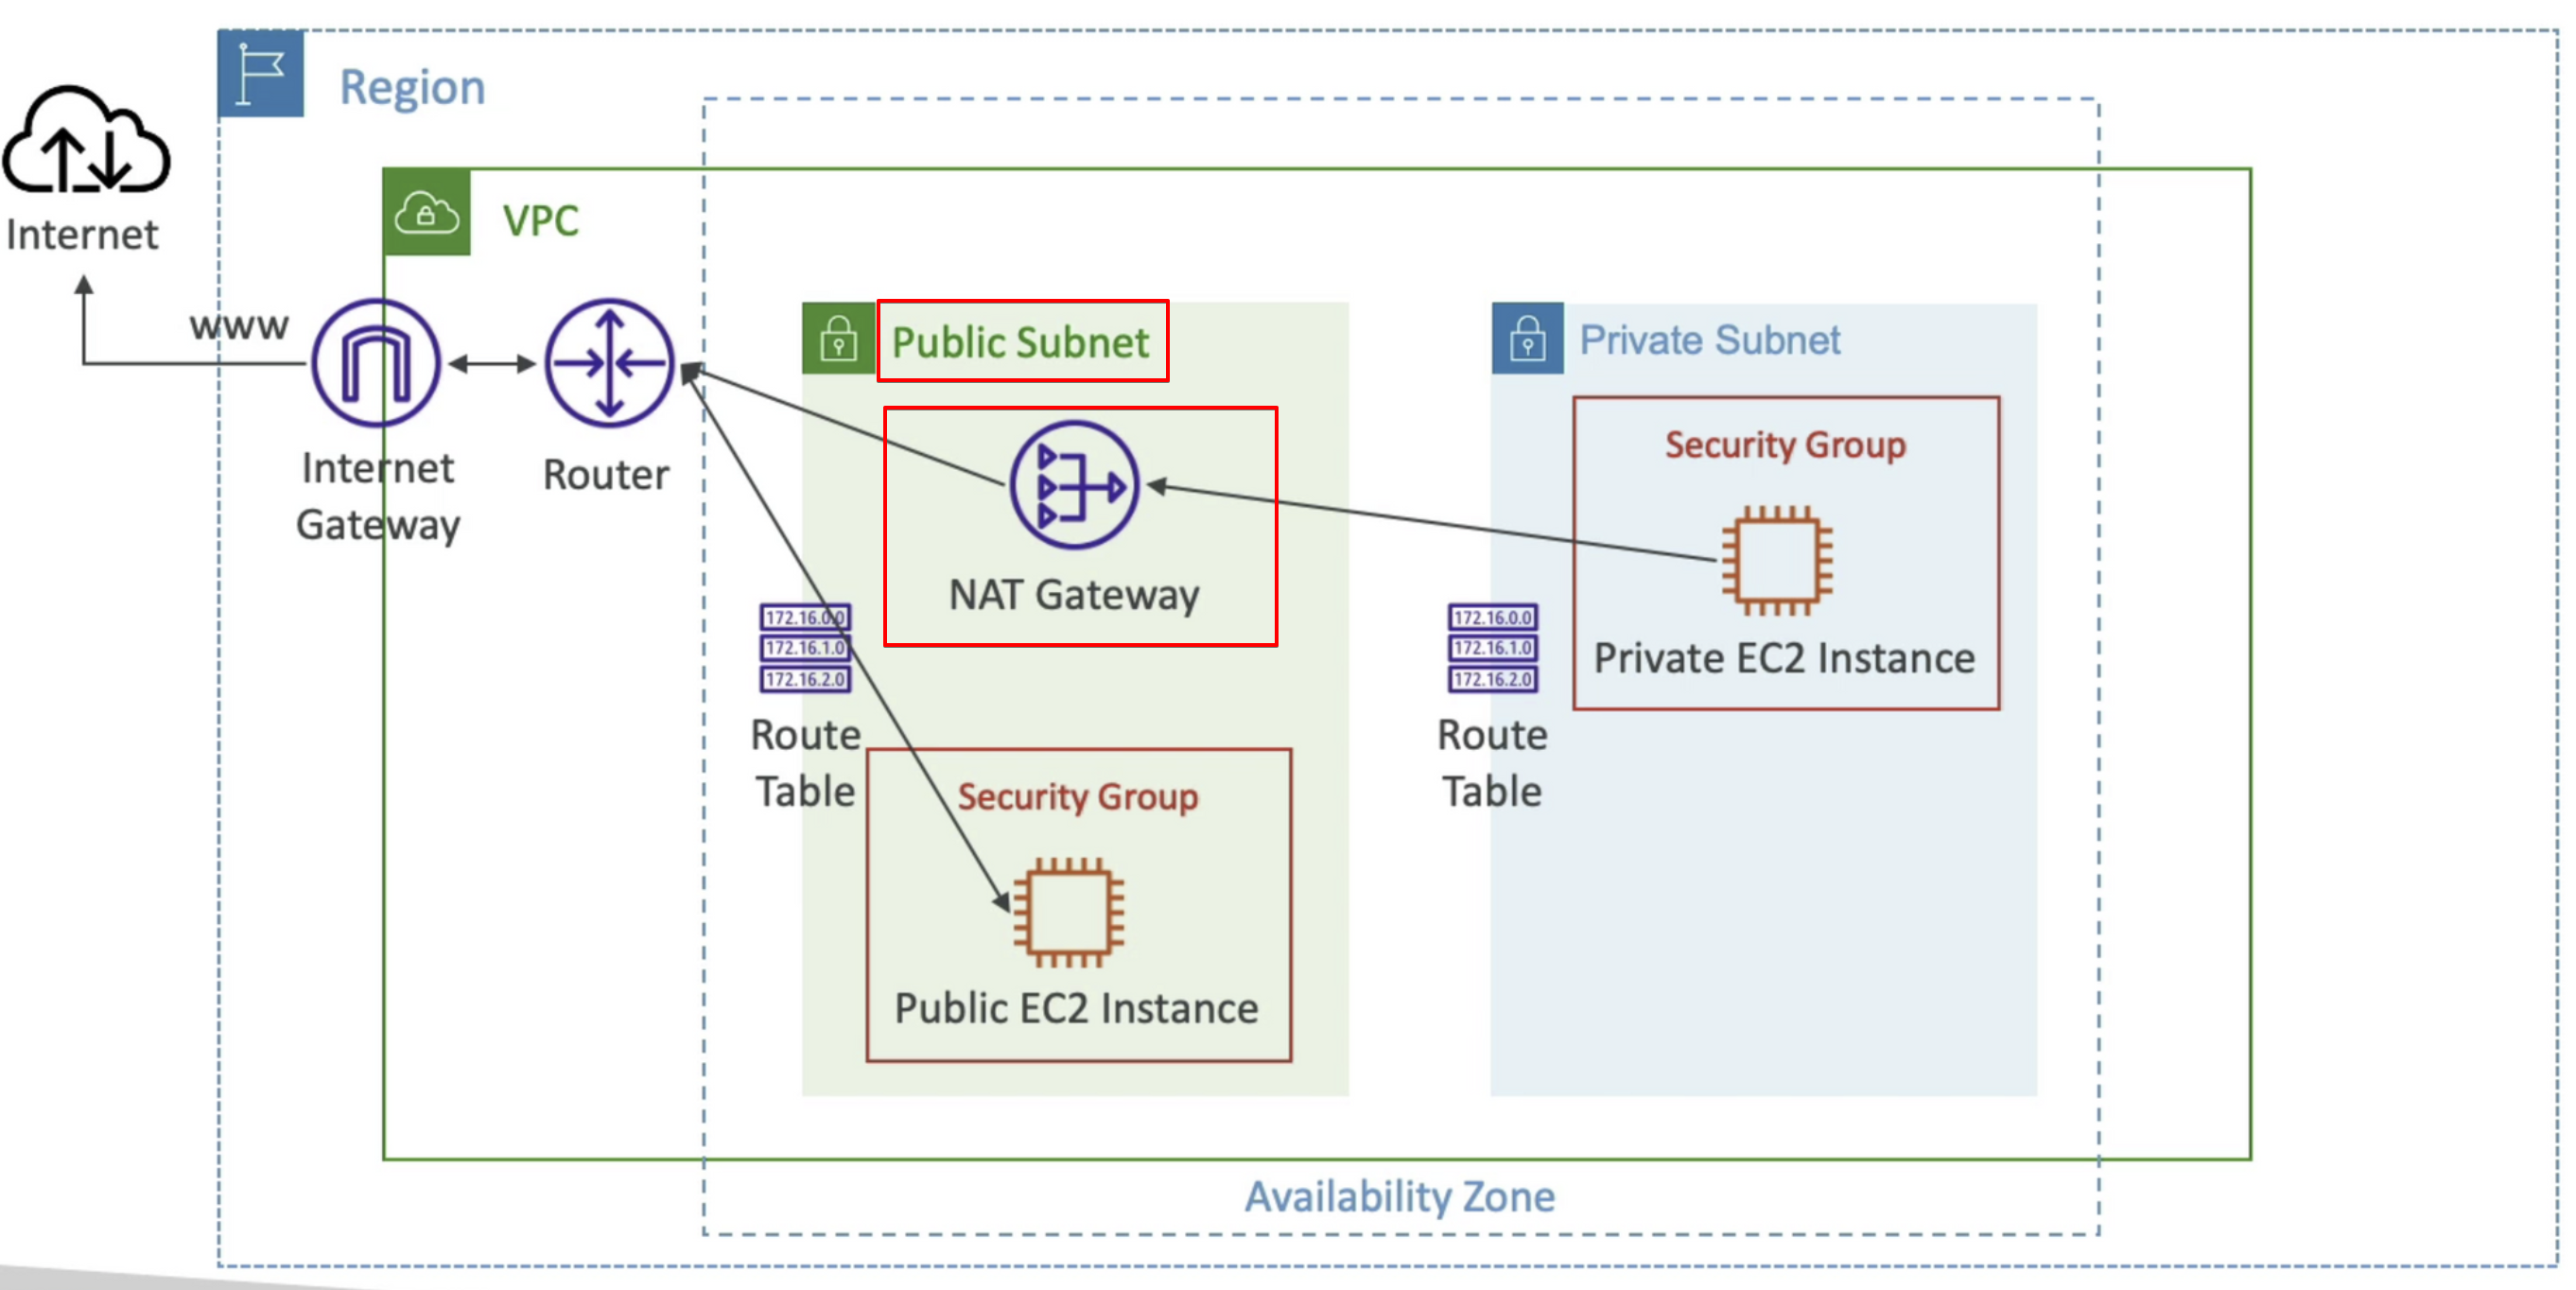 Region
Internet
VPC
www
Internet
Gateway
Router
Public Subnet
NAT Gateway
172.16.0.0
172.16.1.0
172.16.2.0
Route
Table
Security Group
Public EC2 Instance
Private Subnet
Security Group
Private EC2 Instance
172.16.0.0
172.16.1.0
172.16.2.0
Route
Table
Availability Zone